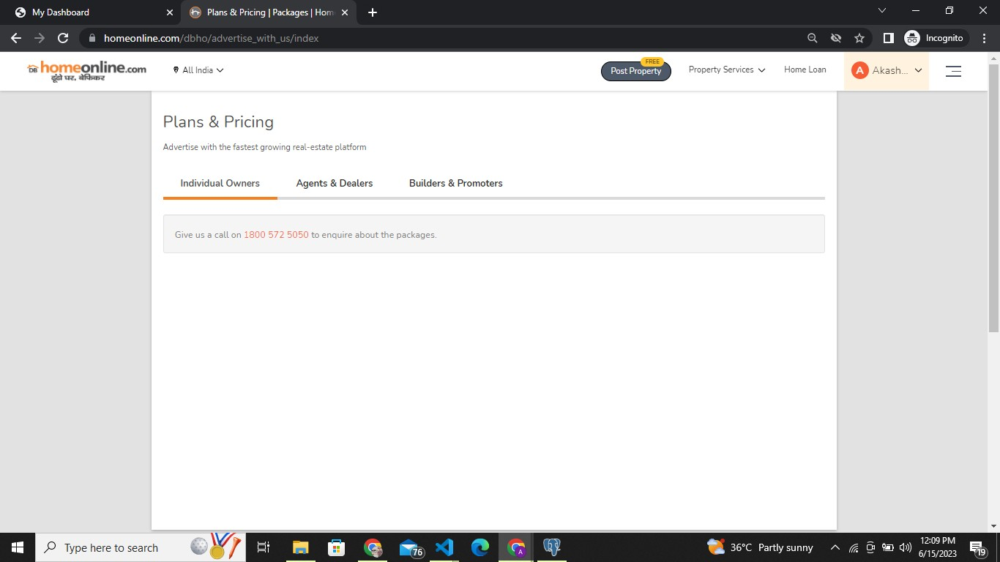 My Dashboard
Plans & Pricing | Packages | Hom
homeonline.com/dbho/advertise_with_us/index
Incognito
DB homeonline.com
ढूंढो घर. बेफिकर
All India
FREE
Post Property
Property Services
Home Loan
A
Akash...
Plans & Pricing
Advertise with the fastest growing real-estate platform
Individual Owners
Agents & Dealers
Builders & Promoters
Give us a call on 1800 572 5050 to enquire about the packages.
Type here to search
76
A
36°C Partly sunny
12:09 PM
6/15/2023
19